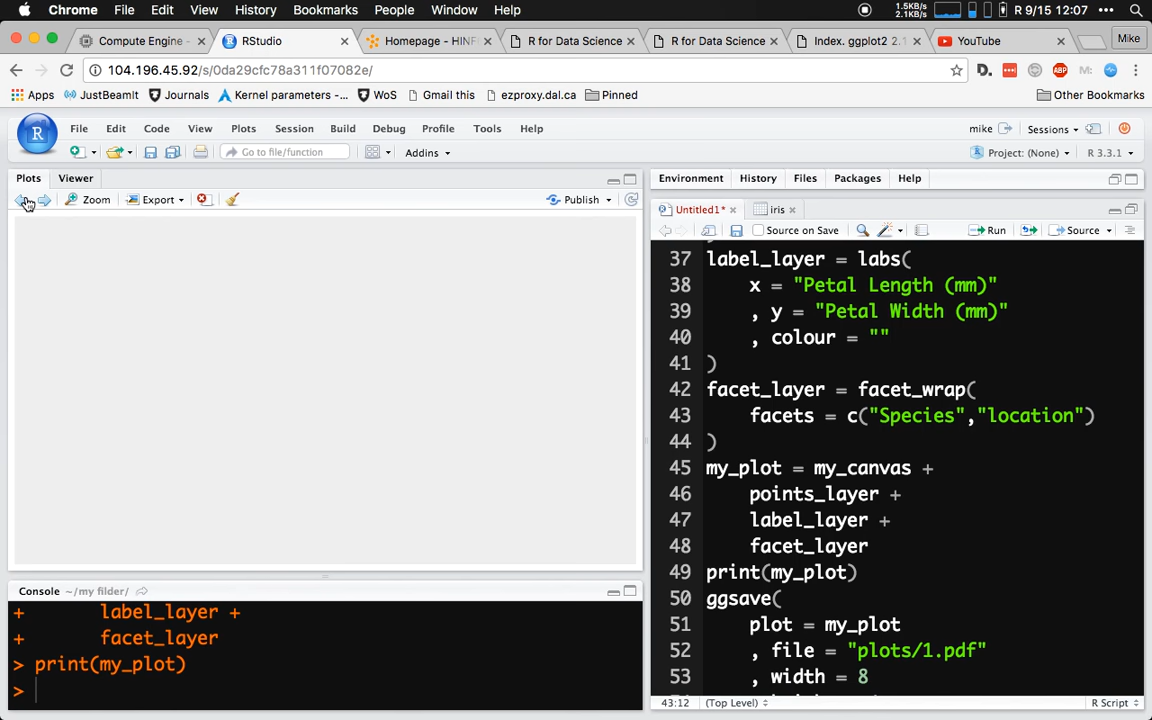 Chrome File Edit View History Bookmarks People Window Help 1.5KB/s 2.1KB/s R 9/15 12:07
Compute Engine - RStudio Homepage - HINF R for Data Science R for Data Science Index. ggplot2 2.1 YouTube Mike
104.196.45.92/s/0da29cfc78a311f07082e/ D. ABP M:
Apps JustBeamIt Journals Kernel parameters -... WoS Gmail this ezproxy.dal.ca Pinned Other Bookmarks
R File Edit Code View Plots Session Build Debug Profile Tools Help mike Sessions
Go to file/function Addins Project: (None) R 3.3.1
Plots Viewer
Zoom Export Publish
Environment History Files Packages Help
Untitled1* iris
Source on Save Run Source
37 label_layer = labs(
38 x = "Petal Length (mm)"
39 , y = "Petal Width (mm)"
40 , colour = ""
41 )
42 facet_layer = facet_wrap(
43 facets = c("Species","location")
44 )
45 my_plot = my_canvas +
46 points_layer +
47 label_layer +
48 facet_layer
49 print(my_plot)
50 ggsave(
51 plot = my_plot
52 , file = "plots/1.pdf"
53 , width = 8
43:12 (Top Level) R Script
Console ~/my filder/
+ label_layer +
+ facet_layer
> print(my_plot)
>